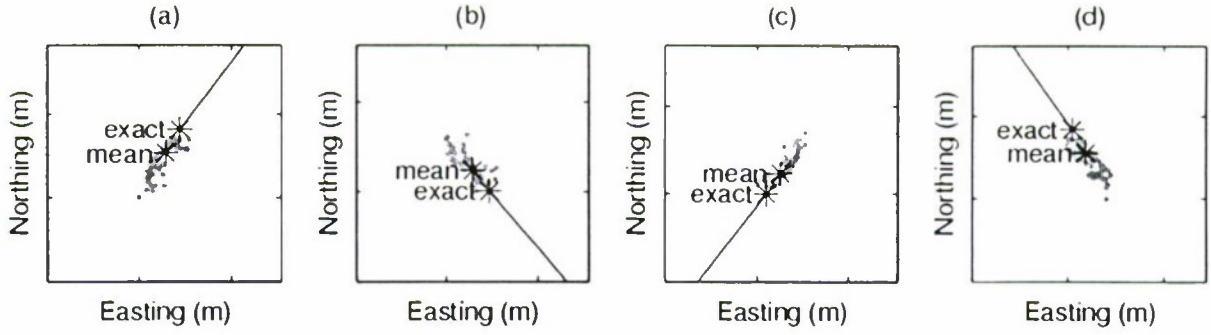 (a)
(b)
(c)
(d)
Northing (m)
exact
mean
Easting (m)
Northing (m)
mean
exact
Easting (m)
Northing (m)
mean
exact
Easting (m)
Northing (m)
exact
mean
Easting (m)